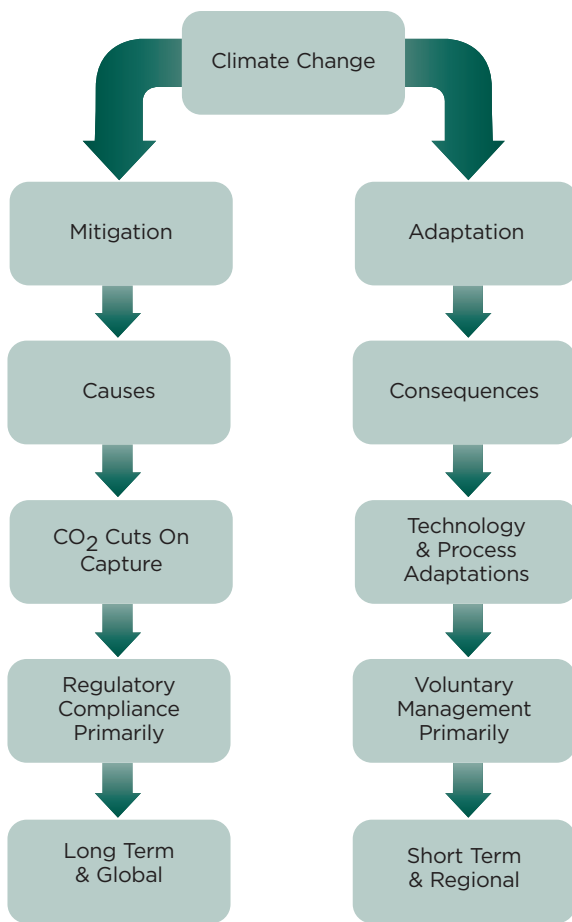 Climate Change
Mitigation
Adaptation
Causes
Consequences
CO2 Cuts On
Capture
Technology
& Process
Adaptations
Regulatory
Compliance
Primarily
Voluntary
Management
Primarily
Long Term
& Global
Short Term
& Regional